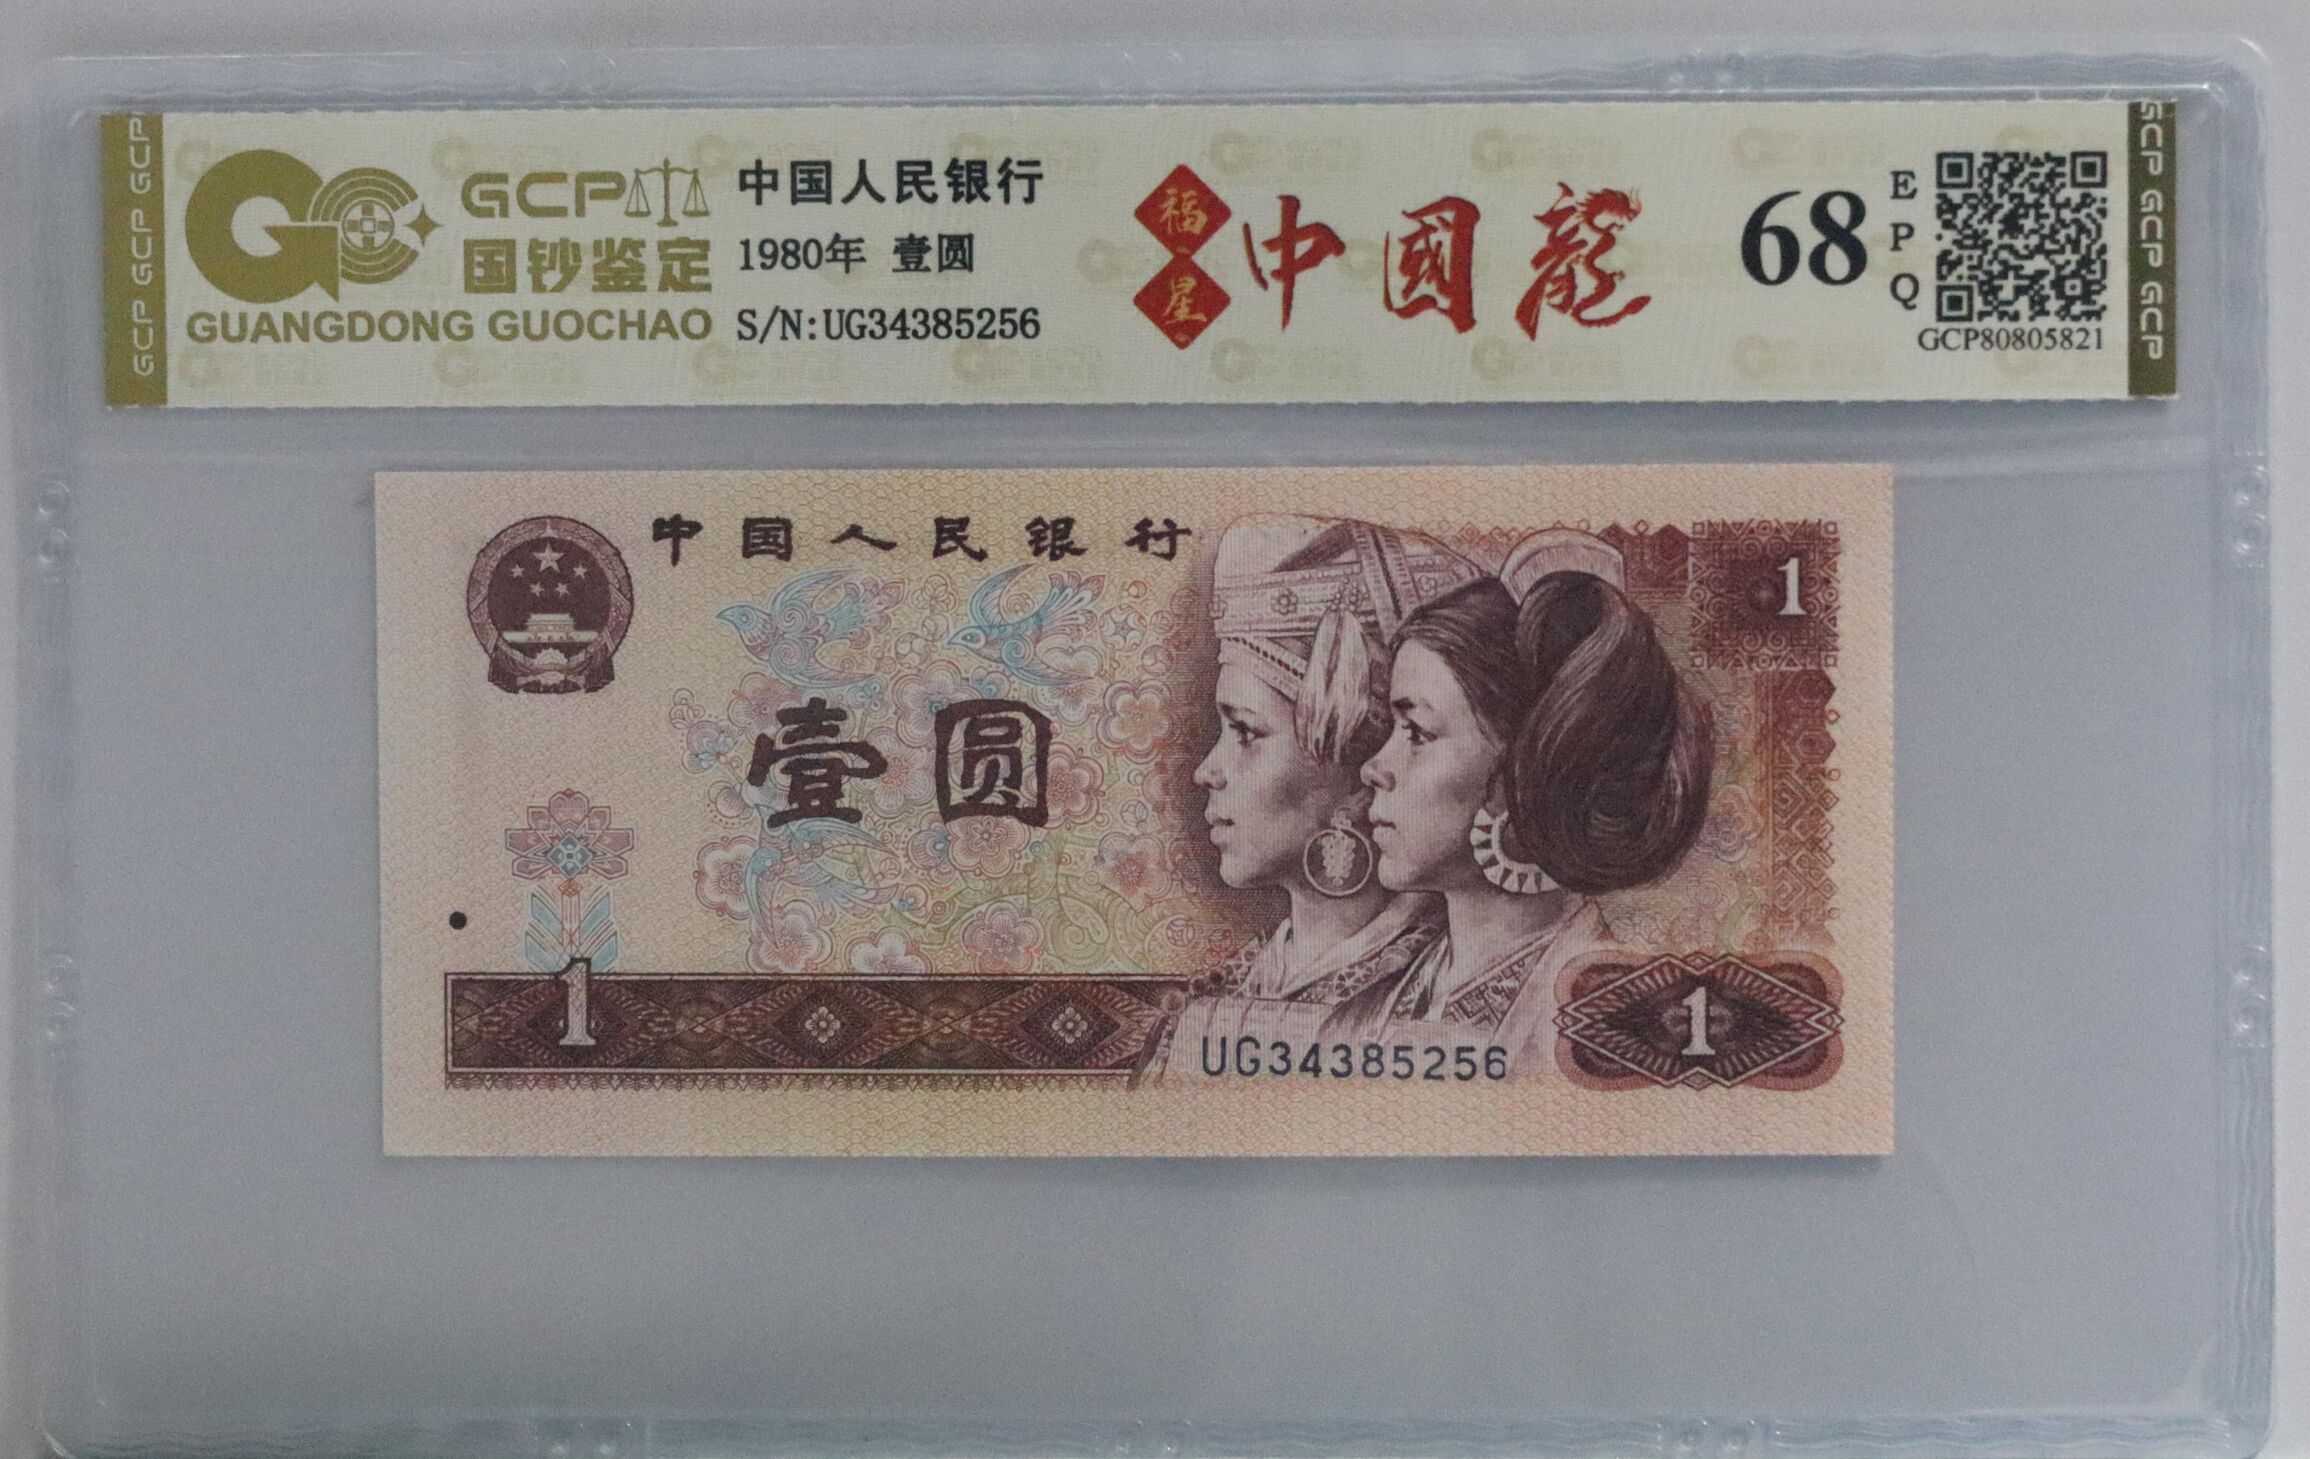 GCP GCP GCP
GCP
国钞鉴定
GUANGDONG GUOCHAO
中国人民银行
1980年 壹圆
S/N:UG34385256
福星
中國龍
68
EPQ
GCP80805821
GCP GCP GCP
中国人民银行
1
壹圆
1
1
UG34385256